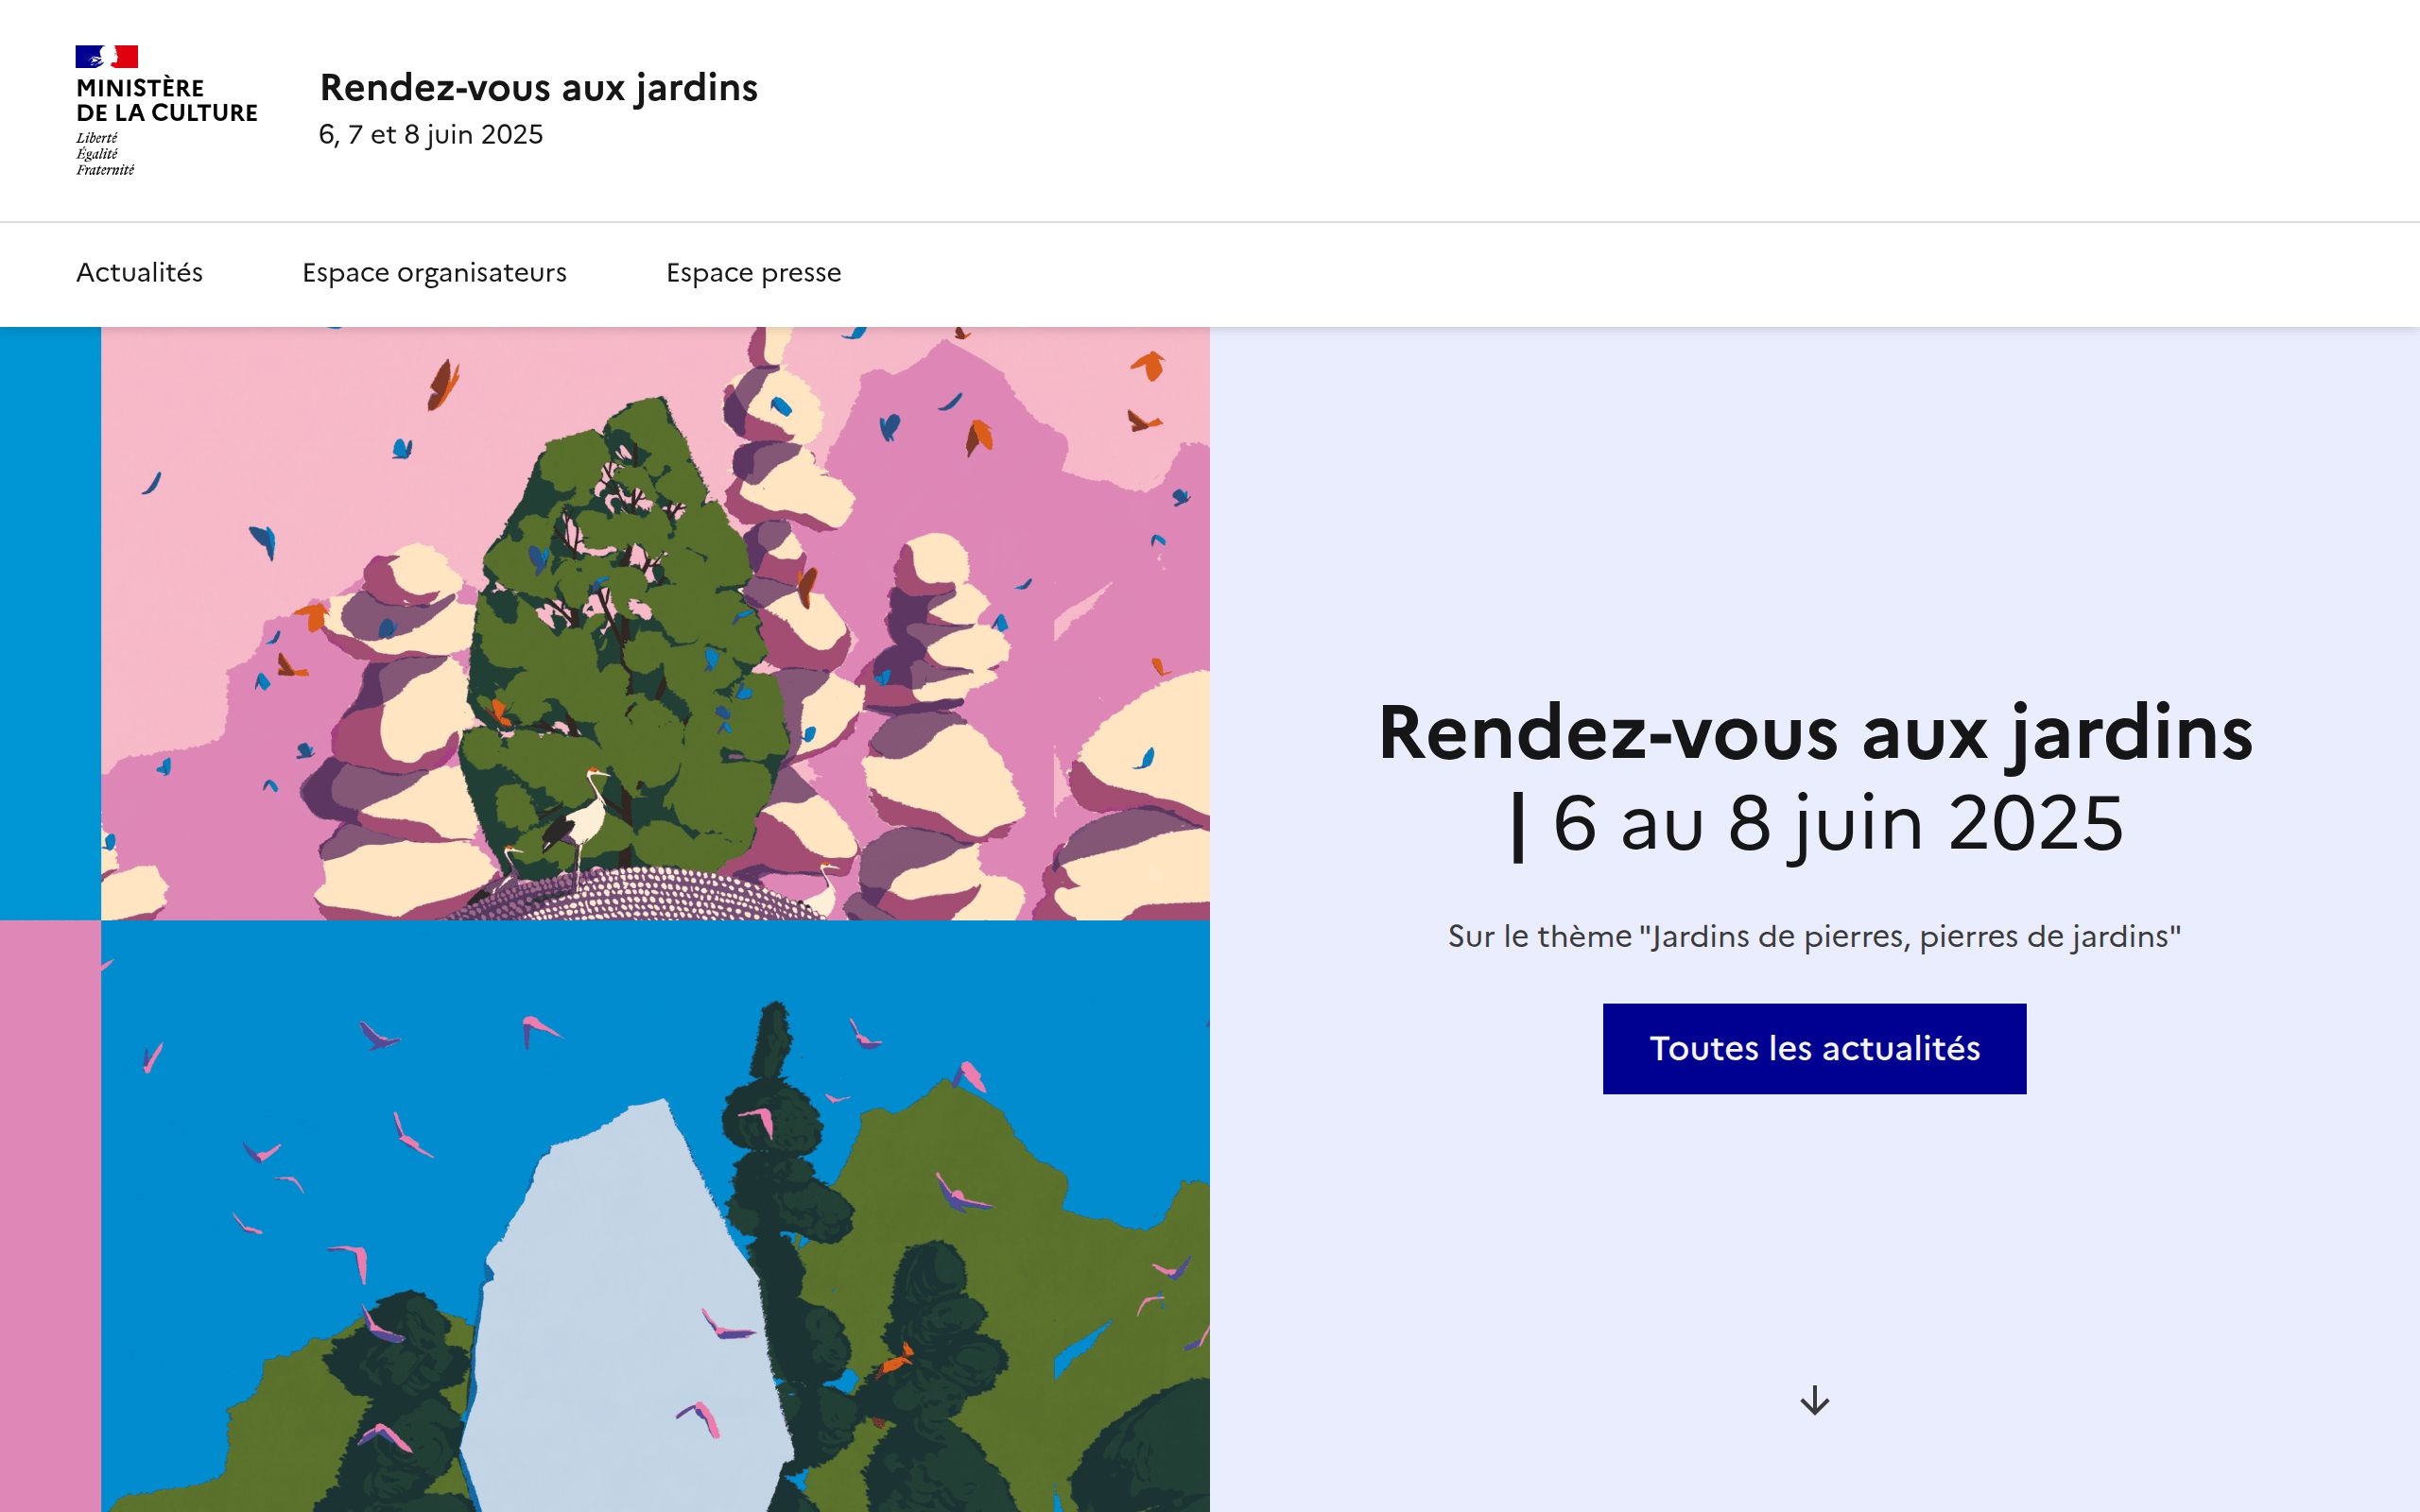 MINISTÈRE
DE LA CULTURE
Liberté
Égalité
Fraternité
Rendez-vous aux jardins
6, 7 et 8 juin 2025
Actualités
Espace organisateurs
Espace presse
Rendez-vous aux jardins
| 6 au 8 juin 2025
Sur le thème "Jardins de pierres, pierres de jardins"
Toutes les actualités